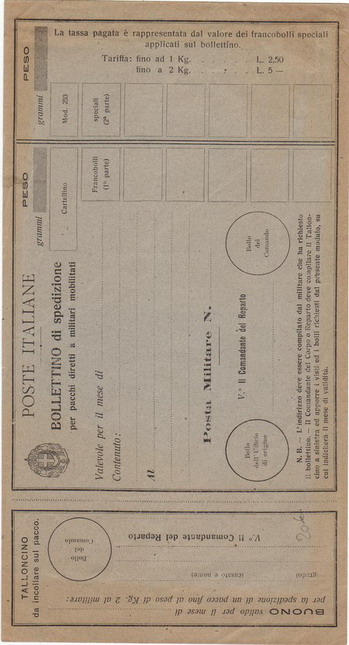 La tassa pagata è rappresentata dal valore dei francobolli speciali
applicati sul bollettino.
Tariffa: fino ad 1 Kg. . . . . . L. 2,50
fino a 2 Kg. . . . . . L. 5 —
PESO
grammi
Mod. 253
speciali
(2ª parte)
PESO
grammi
Cartellino
Francobolli
(1ª parte)
POSTE ITALIANE
BOLLETTINO di spedizione
per pacchi diretti a militari mobilitati
Valevole per il mese di
Contenuto:
Al
Posta Militare N.
V.° Il Comandante del Reparto
Bollo
del
Comando
Bollo
dell'Ufficio
di origine
N. B. — L'indirizzo deve essere compilato dal militare che ha richiesto
il bollettino. — Il Comandante del Corpo o Reparto deve compilare il Tallon-
cino a sinistra ed apporre i visti ed i bolli richiesti dal presente modulo, su
cui indicherà il mese di validità.
TALLONCINO
da incollare sul pacco.
BUONO valido per il mese di
per la spedizione di un pacco fino al peso di Kg. 2 al militare:
(grado)
(casato e nome)
V.° Il Comandante del Reparto
Bollo
del
Comando